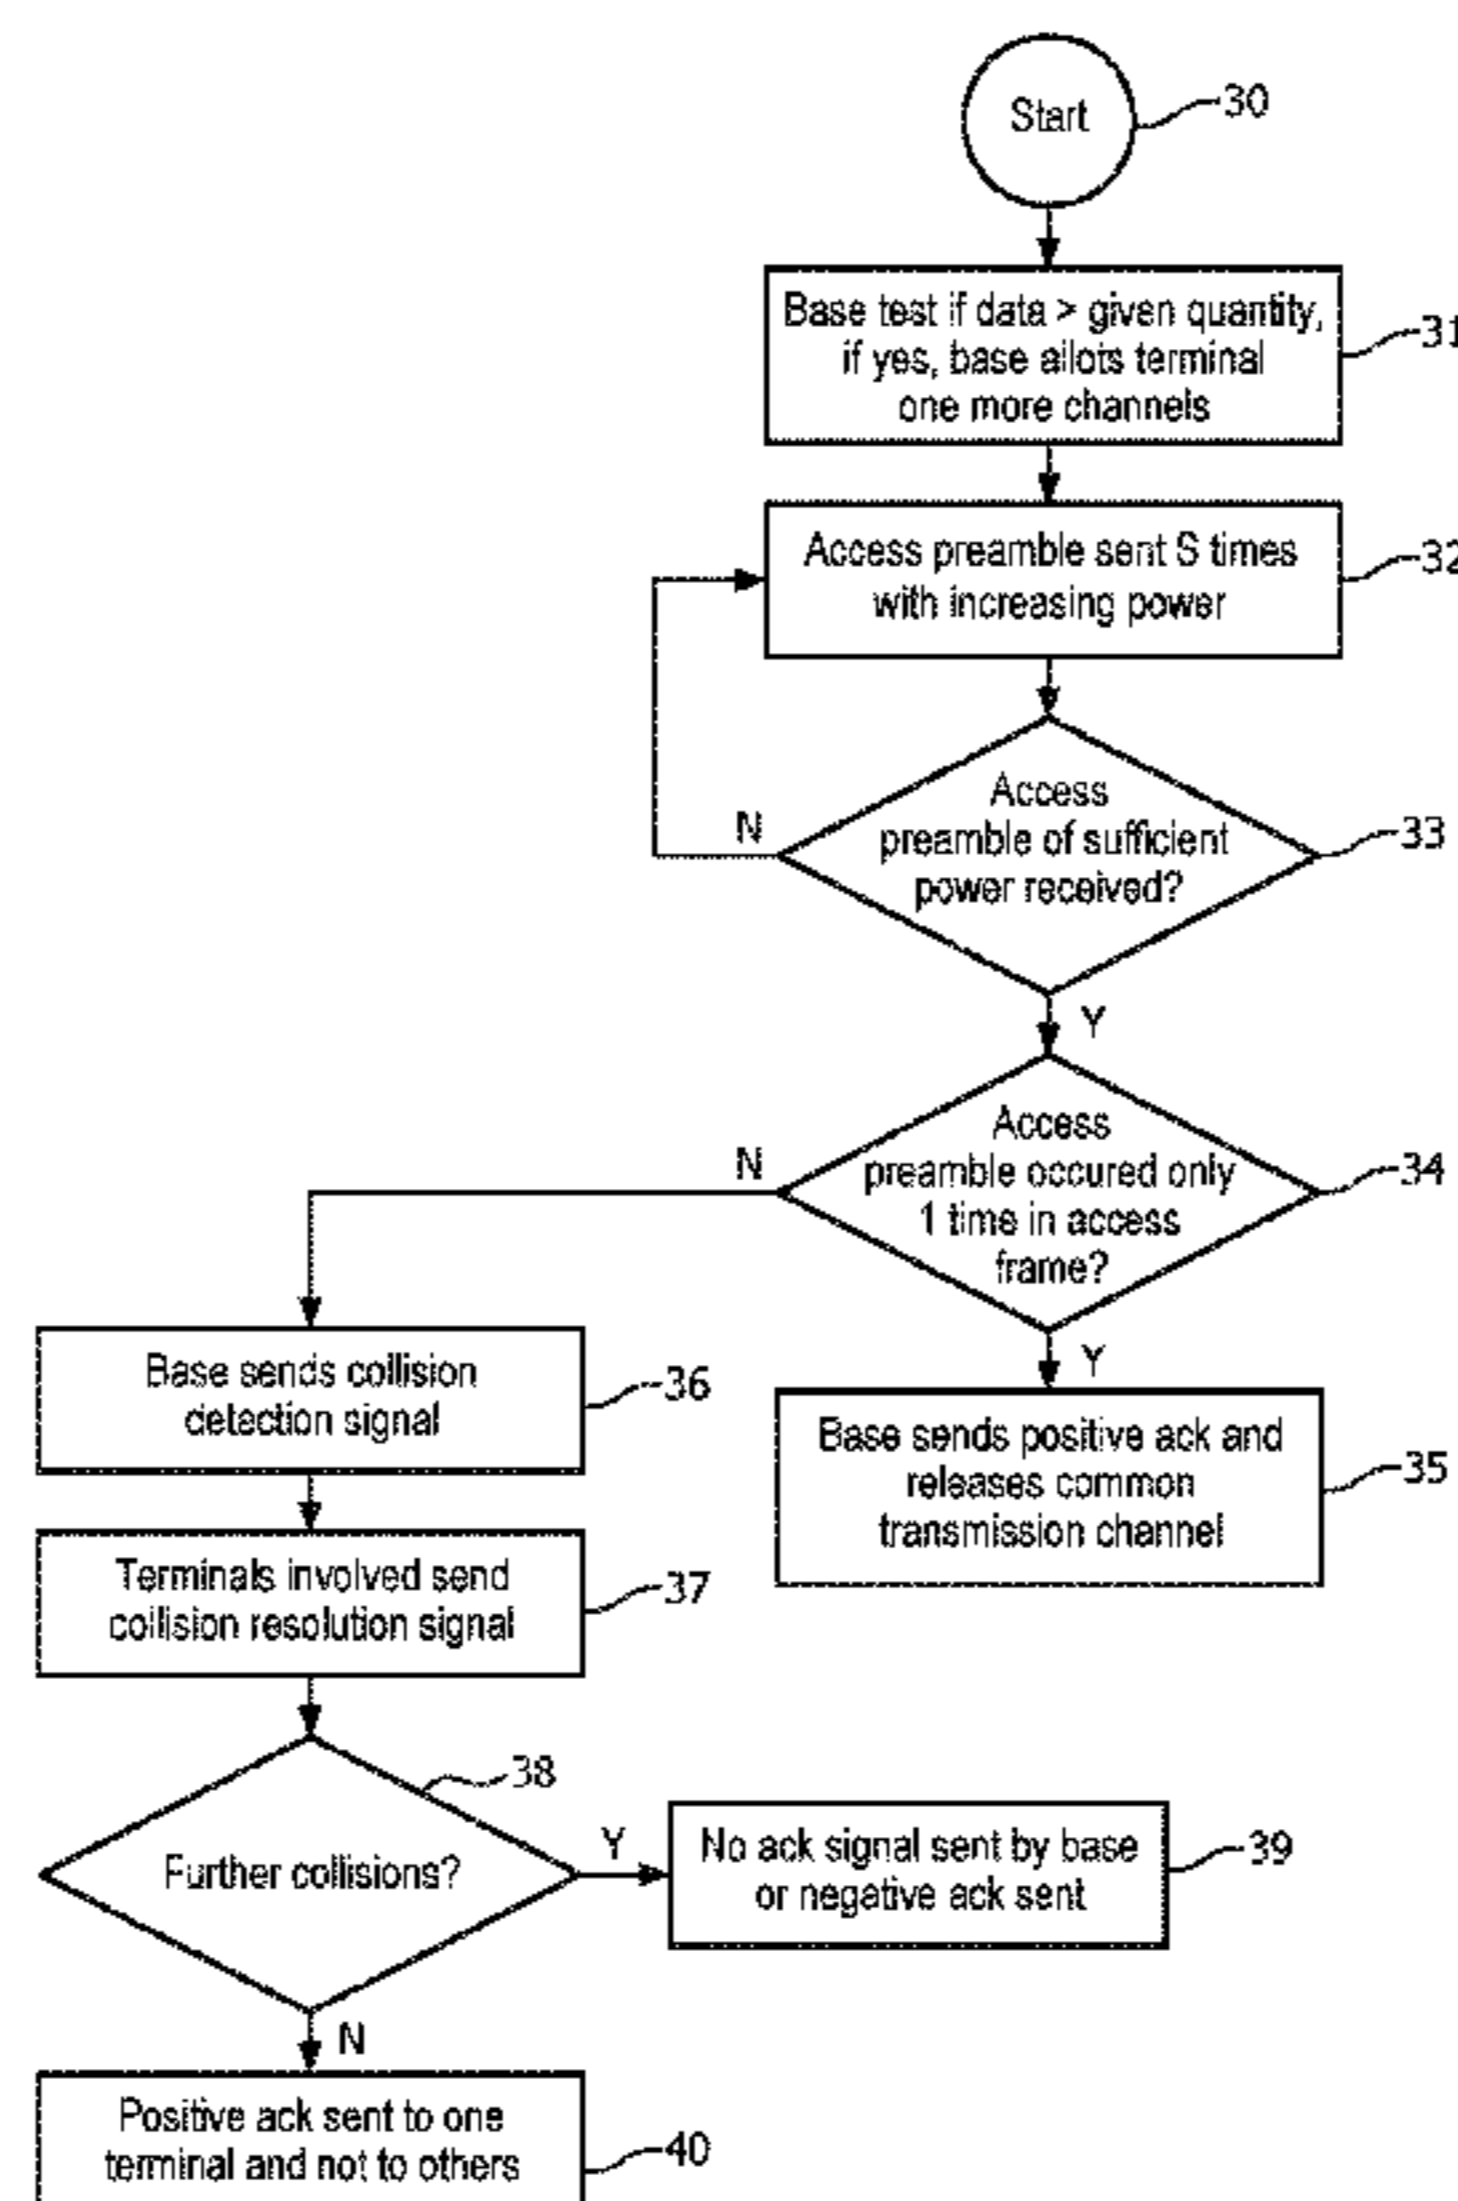 Start
30
Base test if data > given quantity,
if yes, base allots terminal
one more channels
31
Access preamble sent S times
with increasing power
32
Access
preamble of sufficient
power received?
N
33
Y
Access
preamble occured only
1 time in access
frame?
N
34
Y
Base sends collision
detection signal
36
Base sends positive ack and
releases common
transmission channel
35
Terminals involved send
collision resolution signal
37
38
Further collisions?
Y
No ack signal sent by base
or negative ack sent
39
N
Positive ack sent to one
terminal and not to others
40